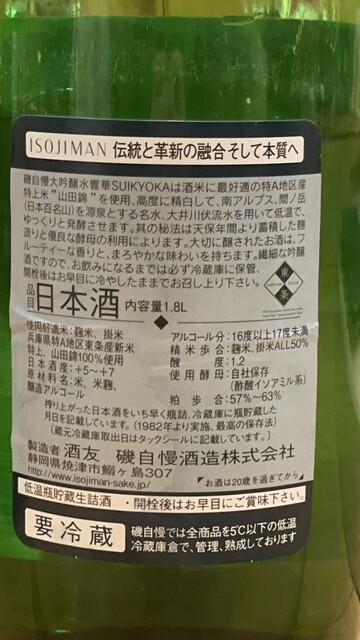 ISOJIMAN 伝統と革新の融合そして本質へ
磯自慢大吟醸水響華SUIKYOKAは酒米に最好適の特A地区産
特上米"山田錦"を使用、高度に精白して、南アルプス、間ノ岳
(日本百名山)を源泉とする名水、大井川伏流水を用いて低温で、
ゆっくりと発酵させます。其の秘法は天保年間より蓄積した麹
造りと優良な酵母の利用によります。大切に醸されたお酒は、フ
ルーティーな香りと、まろやかな味わいを持ちます。繊細な吟醸
酒ですので、お飲みになるまでは必ず冷蔵庫に保管、
開栓後はお早目に冷やしたままでお召し上り下さい。
東条
品目 日本酒 内容量1.8L
使用好適米:麹米、掛米
兵庫県特A地区東条産新米
特上、山田錦100%使用
日本酒度:+5~+7
原材料名:米、米麹、
醸造アルコール
アルコール分:16度以上17度未満
精米歩合:麹米、掛米ALL50%
酸度:1.2
使用酵母:自社保存
(酢酸イソアミル系)
粕歩合:57%~63%
搾り上がった日本酒をいち早く瓶詰、冷蔵庫に瓶貯蔵した
月日を記載しています。(1982年より実施、最高の保存法)
(蔵元冷蔵庫取出日はタックシールに記載しています。)
製造者 酒友 磯自慢酒造株式会社
静岡県焼津市鰯ヶ島307
http://www.isojiman-sake.jp/
お酒は20歳を過ぎてから
低温瓶貯蔵生詰酒 ・開栓後はお早目にご賞味下さい。
要冷蔵
磯自慢では全商品を5℃以下の低温
冷蔵庫倉で、管理、熟成しております